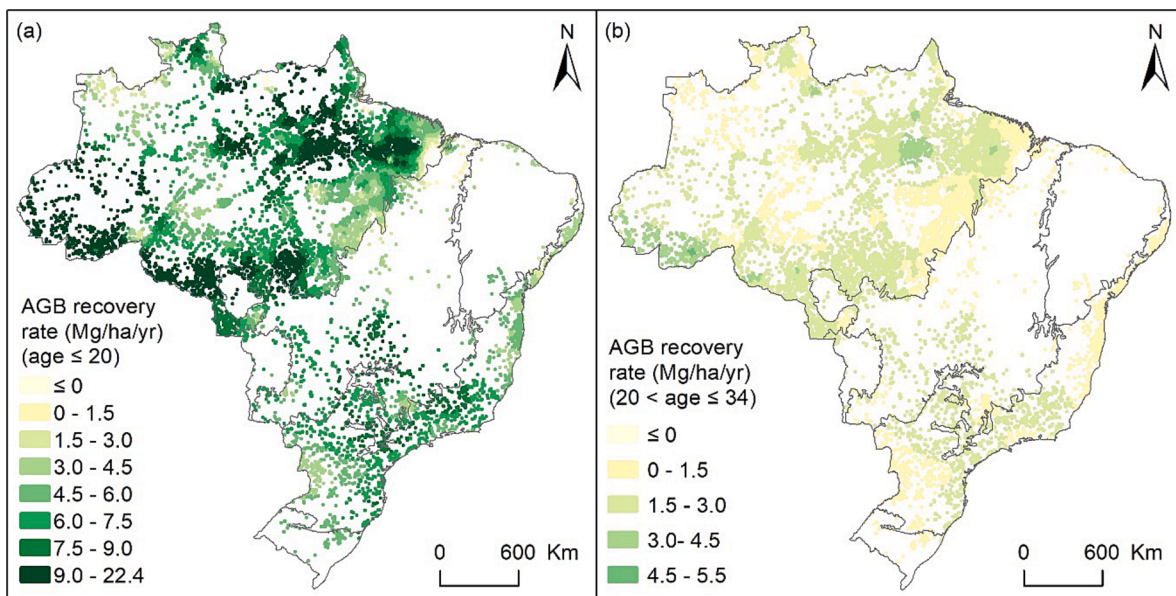 (a)
N
AGB recovery
rate (Mg/ha/yr)
(age ≤ 20)
≤ 0
0 - 1.5
1.5 - 3.0
3.0 - 4.5
4.5 - 6.0
6.0 - 7.5
7.5 - 9.0
9.0 - 22.4
0 600 Km
(b)
N
AGB recovery
rate (Mg/ha/yr)
(20 < age ≤ 34)
≤ 0
0 - 1.5
1.5 - 3.0
3.0- 4.5
4.5 - 5.5
0 600 Km